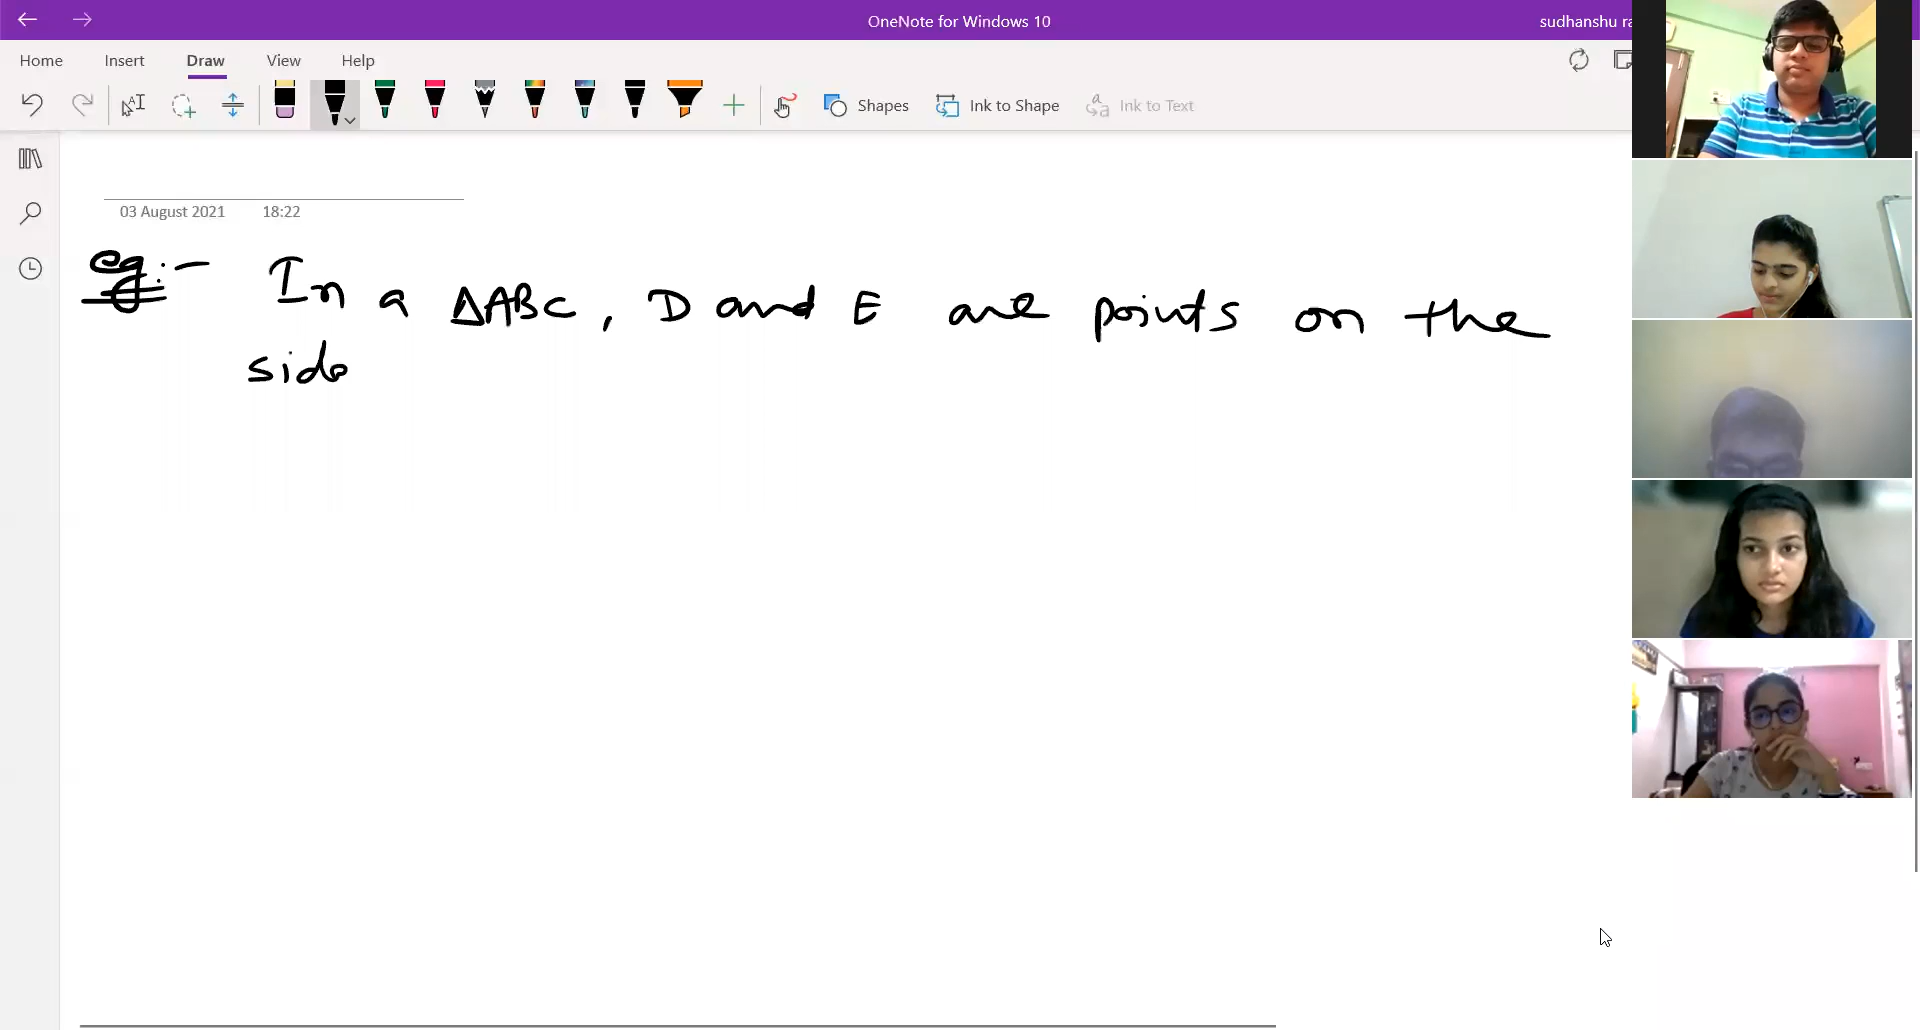 OneNote for Windows 10
sudhanshu ra
Home Insert Draw View Help
Shapes Ink to Shape Ink to Text
03 August 2021 18:22
eg:- In a ΔABC, D and E are points on the
side